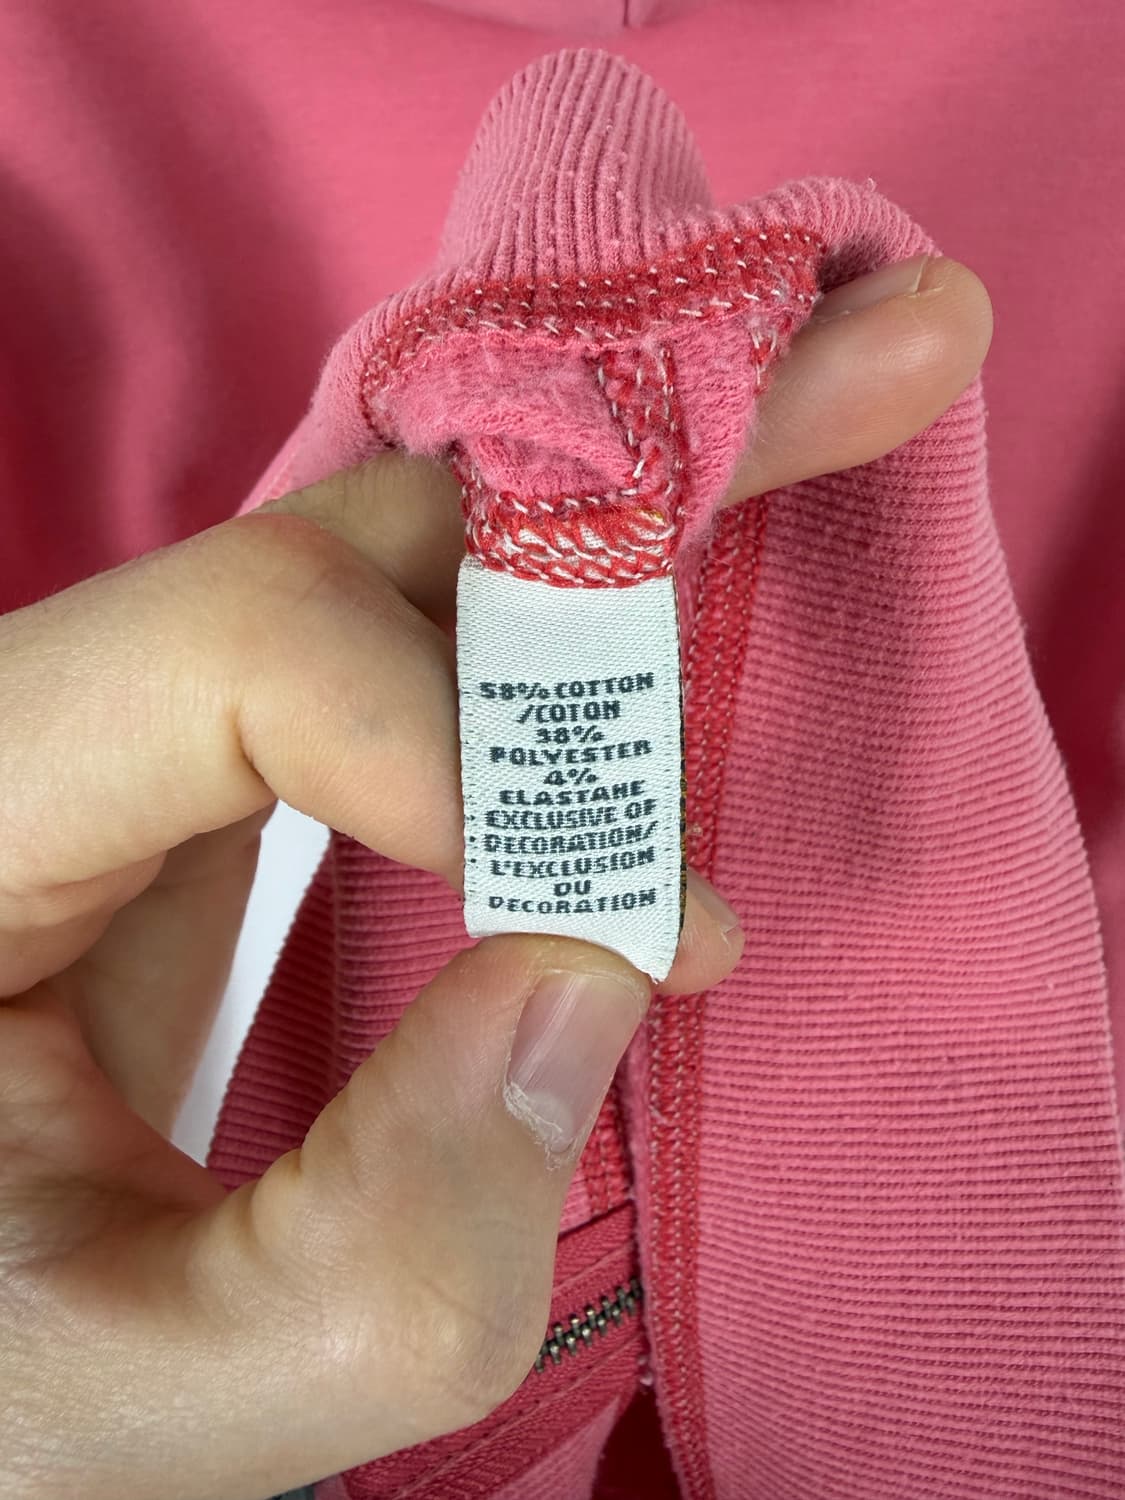 58% COTTON
/COTON
38%
POLYESTER
4%
ELASTANE
EXCLUSIVE OF
DECORATION/
L'EXCLUSION
DU
DECORATION